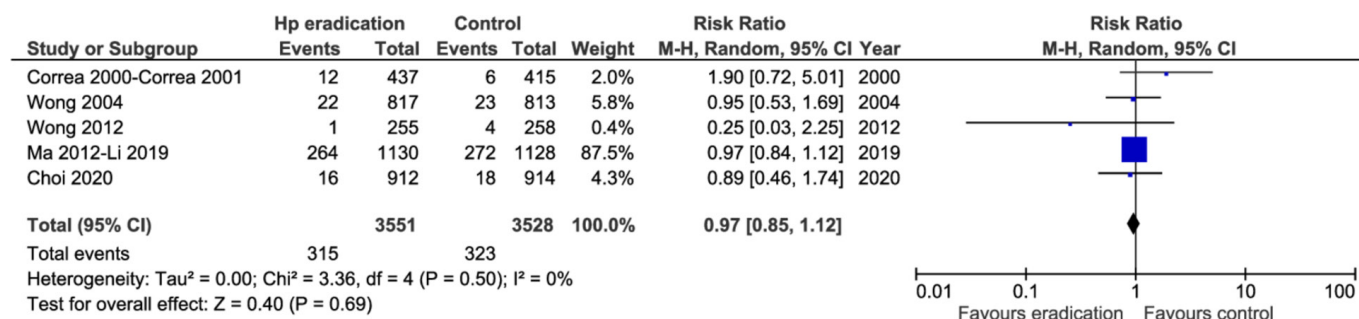 Hp eradication Control Risk Ratio Risk Ratio
Study or Subgroup Events Total Events Total Weight M-H, Random, 95% CI Year M-H, Random, 95% CI
Correa 2000-Correa 2001 12 437 6 415 2.0% 1.90 [0.72, 5.01] 2000
Wong 2004 22 817 23 813 5.8% 0.95 [0.53, 1.69] 2004
Wong 2012 1 255 4 258 0.4% 0.25 [0.03, 2.25] 2012
Ma 2012-Li 2019 264 1130 272 1128 87.5% 0.97 [0.84, 1.12] 2019
Choi 2020 16 912 18 914 4.3% 0.89 [0.46, 1.74] 2020
Total (95% CI) 3551 3528 100.0% 0.97 [0.85, 1.12]
Total events 315 323
Heterogeneity: Tau² = 0.00; Chi² = 3.36, df = 4 (P = 0.50); I² = 0%
Test for overall effect: Z = 0.40 (P = 0.69)
0.01 0.1 1 10 100
Favours eradication Favours control